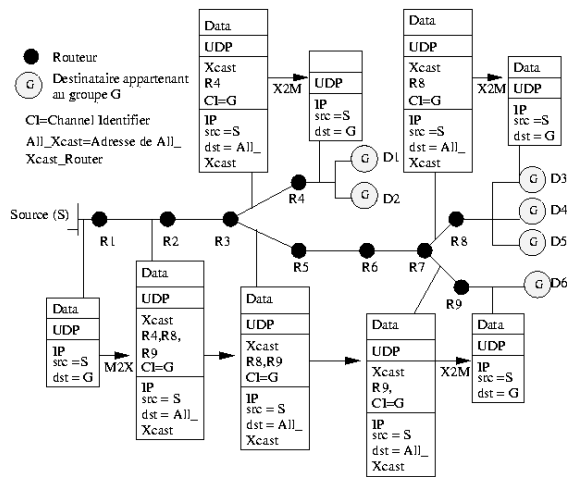 Routeur
G
Destinataire appartenant
au groupe G
CI=Channel Identifier
All_Xcast=Adresse de All_
Xcast_Router
Data
UDP
Xcast
R4
CI=G
IP
src =S
dst = All_
Xcast
X2M
UDP
IP
src =S
dst = G
Data
UDP
Xcast
R8
CI=G
IP
src =S
dst = All_
Xcast
X2M
Data
UDP
IP
src =S
dst = G
R4
G
D1
G
D2
Source (S)
R1
R2
R3
R5
R6
R7
R8
G
D3
G
D4
G
D5
R9
G
D6
Data
UDP
IP
src =S
dst = G
M2X
Data
UDP
Xcast
R4,R8,
R9
CI=G
IP
src = S
dst = All_
Xcast
Data
UDP
Xcast
R8,R9
CI=G
IP
src = S
dst = All_
Xcast
Data
UDP
Xcast
R9,
CI=G
IP
src = S
dst = All_
Xcast
X2M
Data
UDP
IP
src =S
dst = G